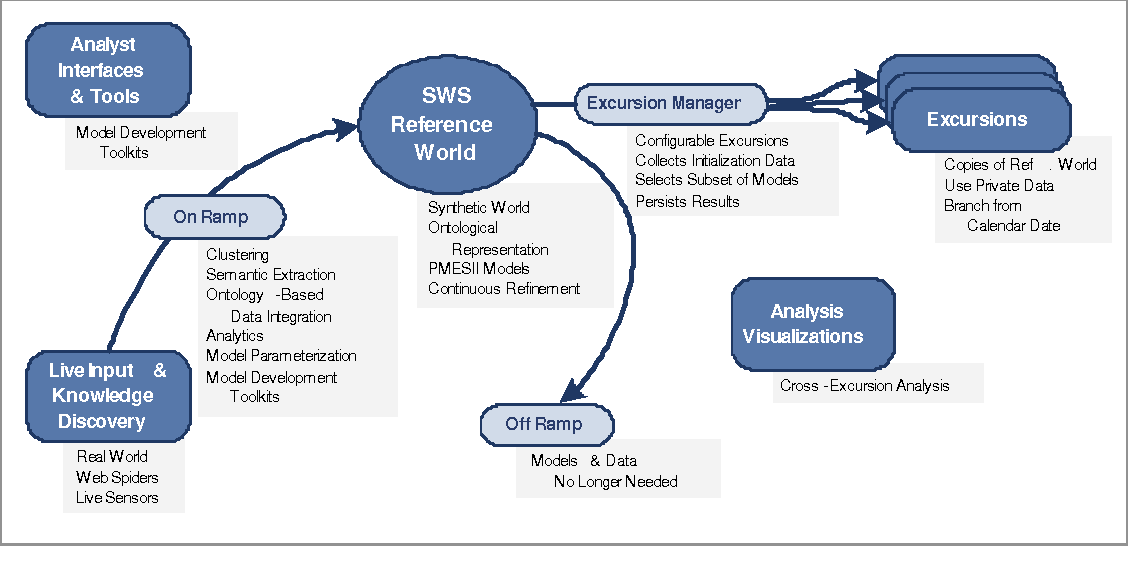 Analyst
Interfaces
& Tools
Model Development
Toolkits
SWS
Reference
World
Synthetic World
Ontological
Representation
PMESII Models
Continuous Refinement
Excursion Manager
Configurable Excursions
Collects Initialization Data
Selects Subset of Models
Persists Results
Excursions
Copies of Ref . World
Use Private Data
Branch from
Calendar Date
On Ramp
Clustering
Semantic Extraction
Ontology -Based
Data Integration
Analytics
Model Parameterization
Model Development
Toolkits
Live Input &
Knowledge
Discovery
Real World
Web Spiders
Live Sensors
Off Ramp
Models & Data
No Longer Needed
Analysis
Visualizations
Cross -Excursion Analysis